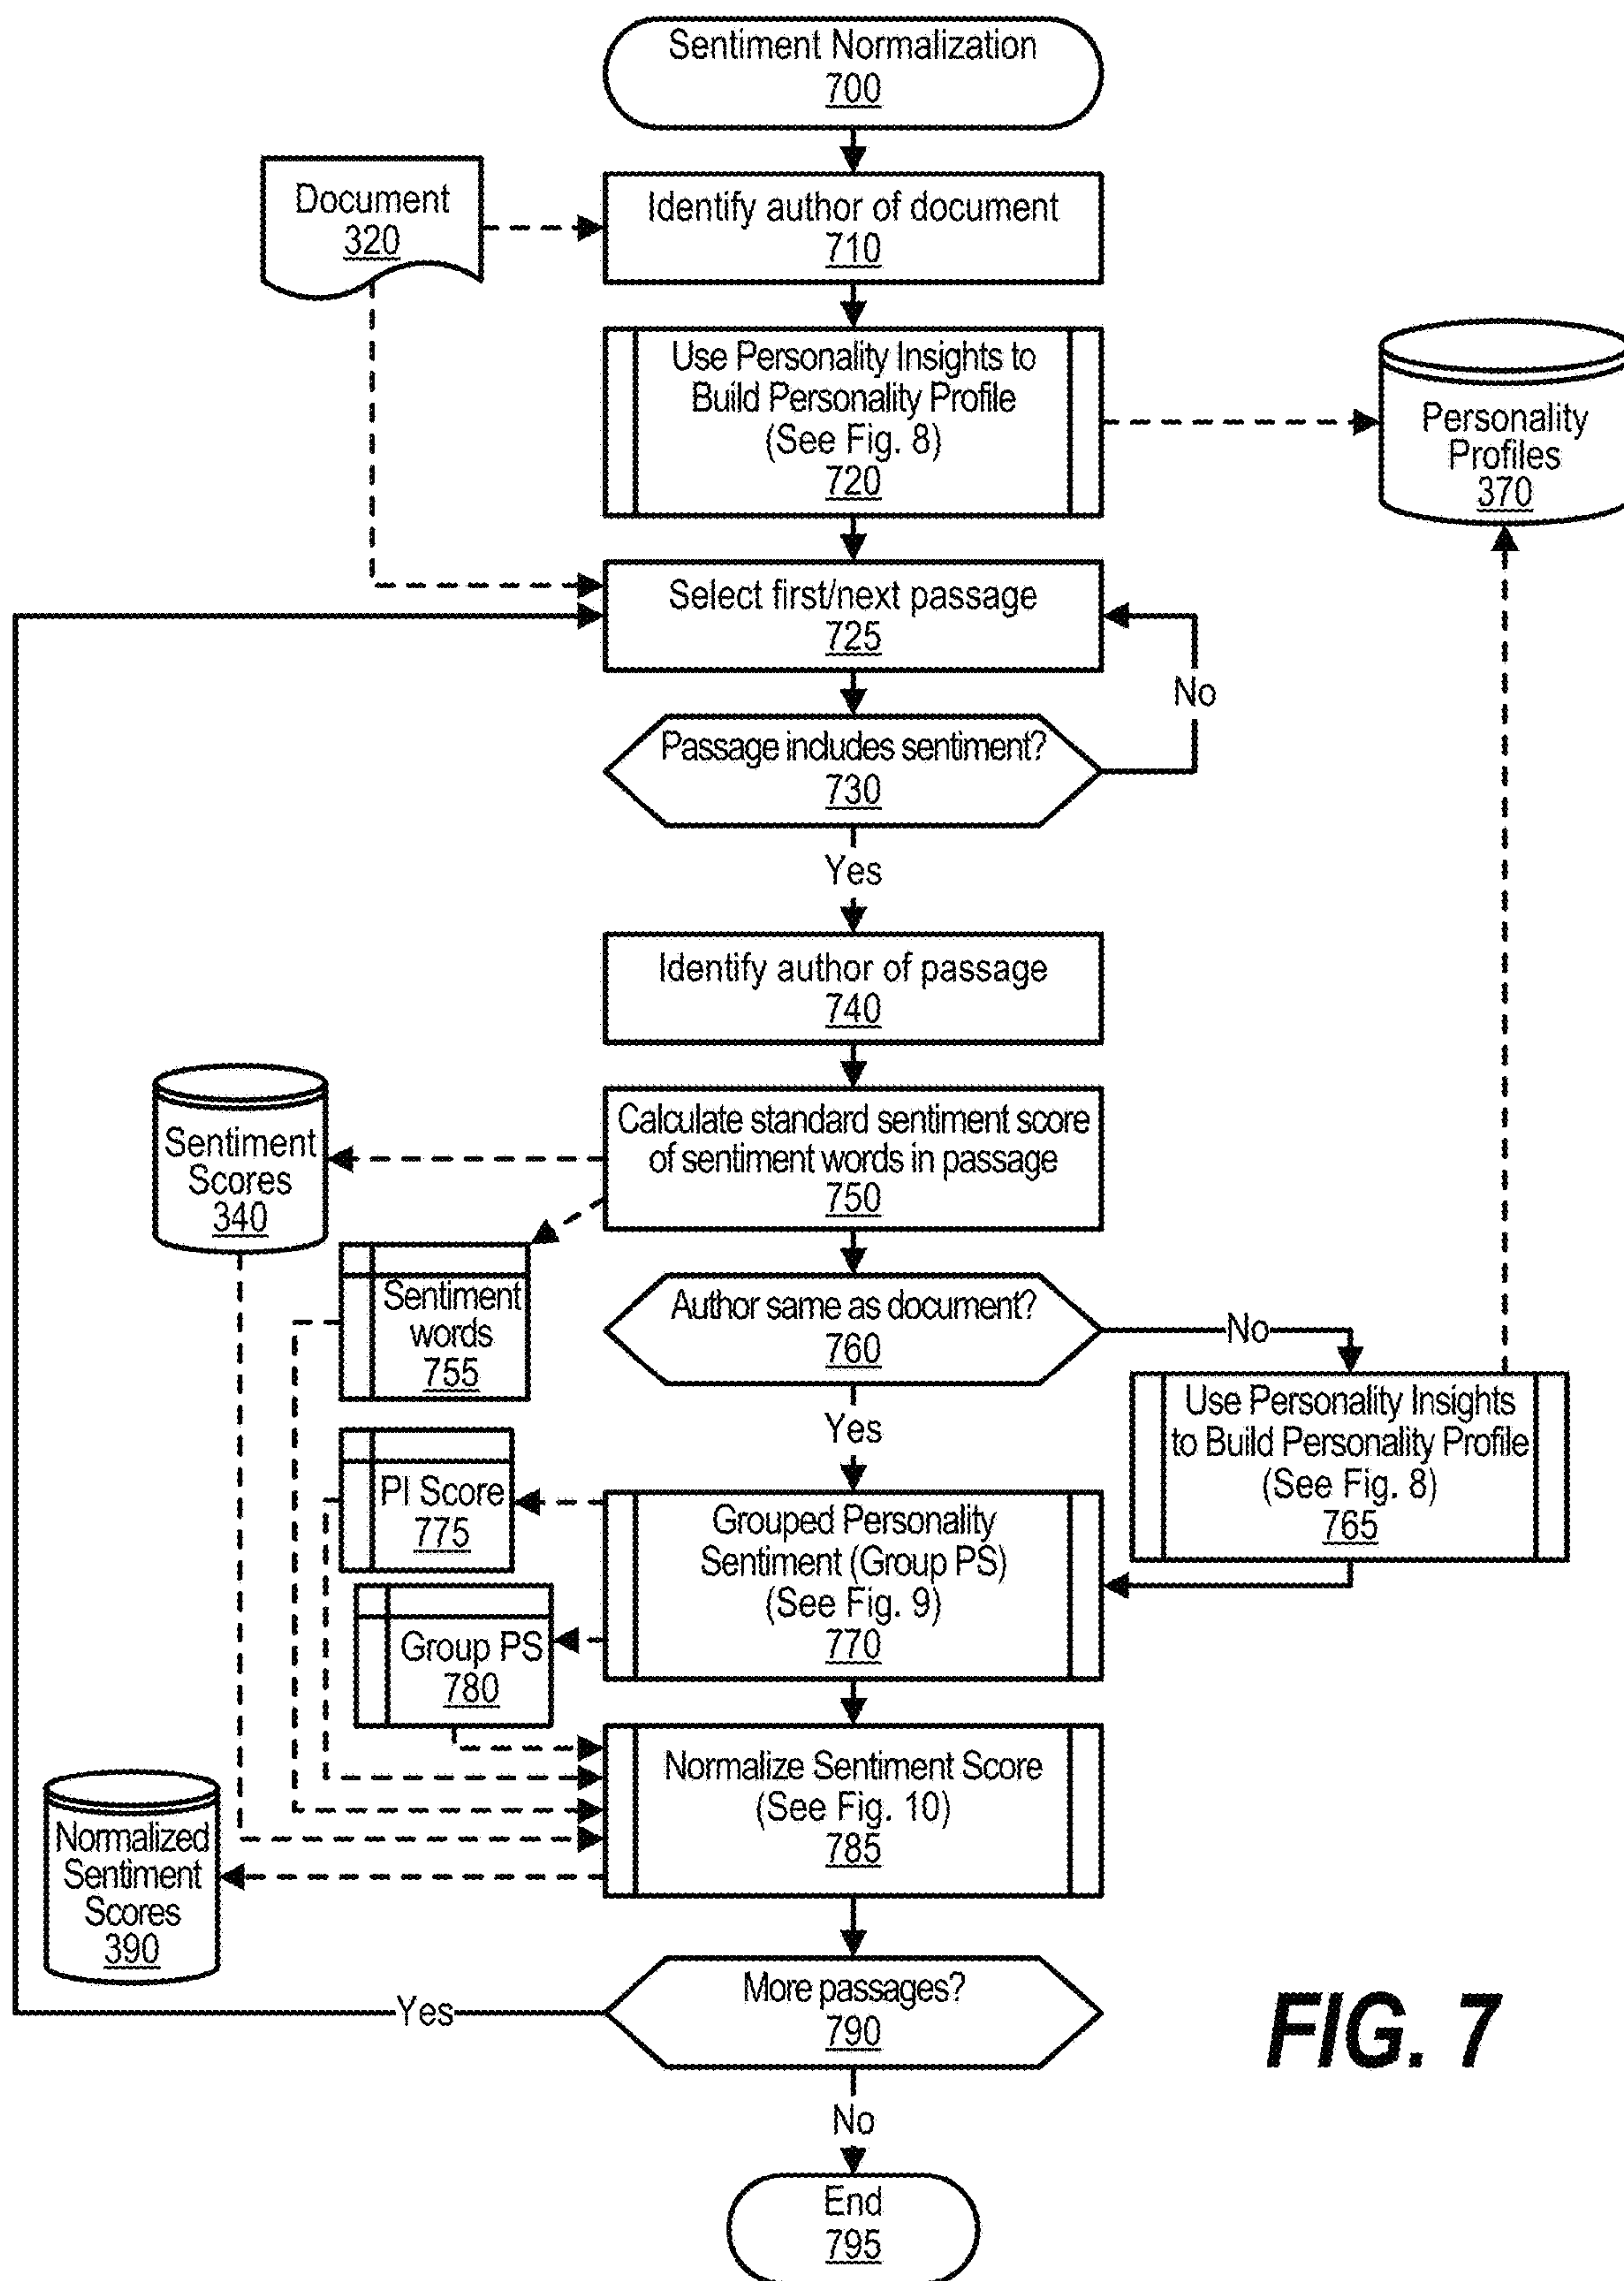 Sentiment Normalization
700
Document
320
Identify author of document
710
Use Personality Insights to
Build Personality Profile
(See Fig. 8)
720
Personality
Profiles
370
Select first/next passage
725
No
Passage includes sentiment?
730
Yes
Identify author of passage
740
Sentiment
Scores
340
Calculate standard sentiment score
of sentiment words in passage
750
Sentiment
words
755
Author same as document?
760
No
Yes
Use Personality Insights
to Build Personality Profile
(See Fig. 8)
765
PI Score
775
Grouped Personality
Sentiment (Group PS)
(See Fig. 9)
770
Group PS
780
Normalize Sentiment Score
(See Fig. 10)
785
Normalized
Sentiment
Scores
390
More passages?
790
Yes
No
End
795
FIG. 7